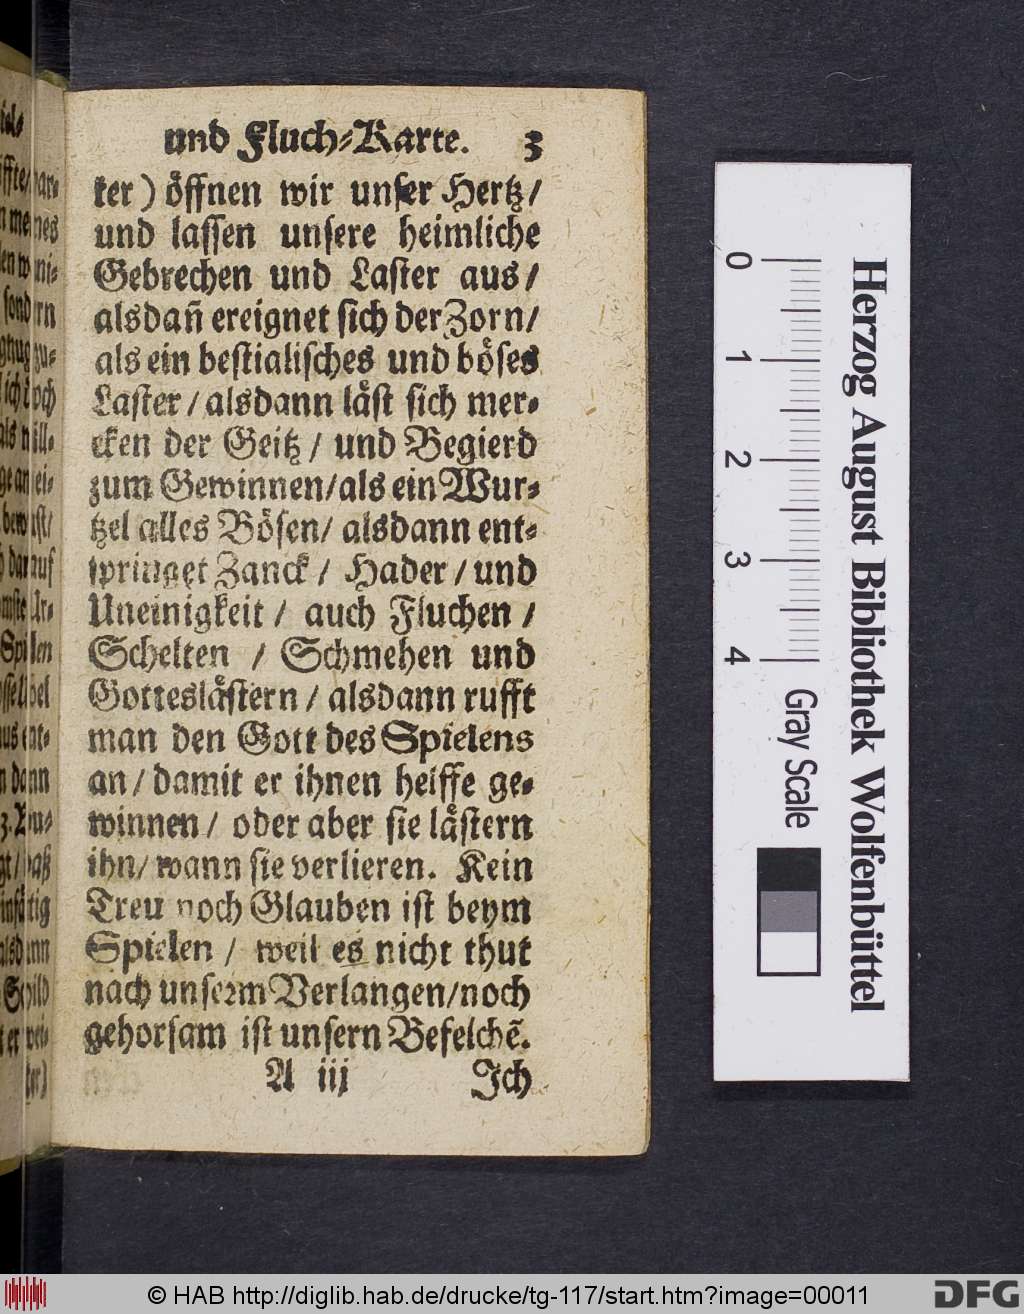 und Fluch-Karte. 3
ter) öffnen wir unser Hertz/
und lassen unsere heimliche
Gebrechen und Laster aus/
alsdañ ereignet sich der Zorn/
als ein bestialisches und böses
Laster / alsdann läst sich mer-
cken der Geitz / und Begierd
zum Gewinnen/als ein Wur-
tzel alles Bösen/ alsdann ent-
springet Zanck / Hader / und
Uneinigkeit / auch Fluchen /
Schelten / Schmehen und
Gotteslästern / alsdann rufft
man den Gott des Spielens
an / damit er ihnen helffe ge-
winnen / oder aber sie lästern
ihn/ wann sie verlieren. Kein
Treu noch Glauben ist beym
Spielen / weil es nicht thut
nach unserm Verlangen/noch
gehorsam ist unsern Befelchẽ.
A iij Ich
0 1 2 3 4 Gray Scale
Herzog August Bibliothek Wolfenbüttel
© HAB http://diglib.hab.de/drucke/tg-117/start.htm?image=00011
DFG